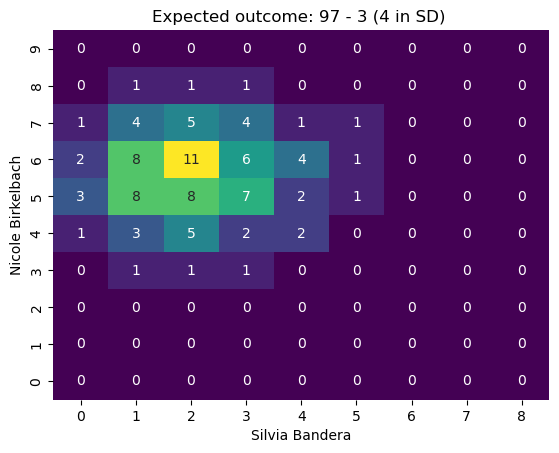 Expected outcome: 97 - 3 (4 in SD)
9 0 0 0 0 0 0 0 0 0
8 0 1 1 1 0 0 0 0 0
7 1 4 5 4 1 1 0 0 0
6 2 8 11 6 4 1 0 0 0
5 3 8 8 7 2 1 0 0 0
4 1 3 5 2 2 0 0 0 0
3 0 1 1 1 0 0 0 0 0
2 0 0 0 0 0 0 0 0 0
1 0 0 0 0 0 0 0 0 0
0 0 0 0 0 0 0 0 0 0
Nicole Birkelbach
0 1 2 3 4 5 6 7 8
Silvia Bandera